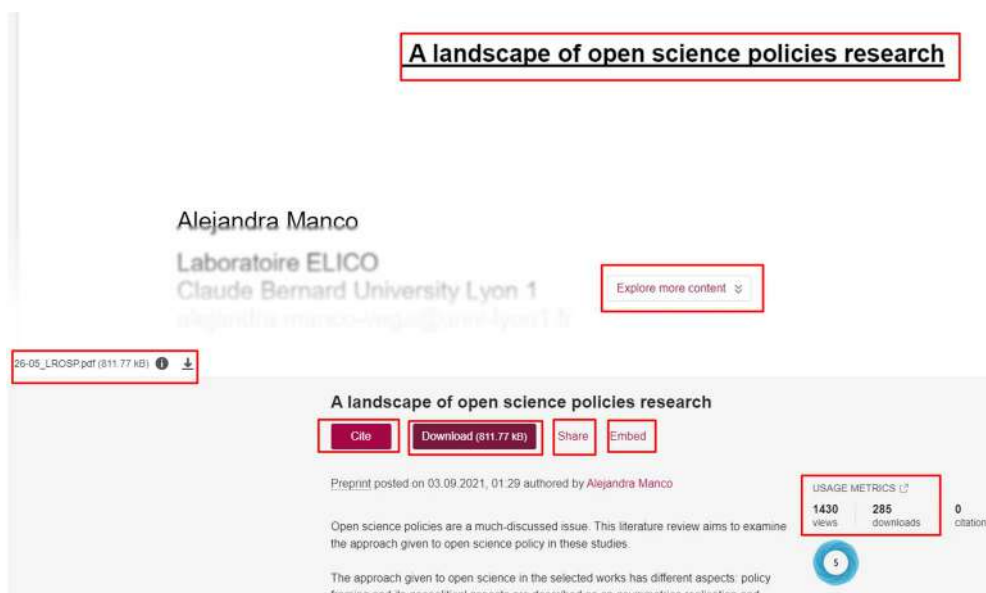 A landscape of open science policies research
Alejandra Manco
Laboratoire ELICO
Claude Bernard University Lyon 1
Explore more content
26-05_LROSP.pdf (811.77 kB)
A landscape of open science policies research
Cite Download (811.77 kB) Share Embed
Preprint posted on 03.09.2021, 01:29 authored by Alejandra Manco
USAGE METRICS
1430 285 0
views downloads citation
Open science policies are a much-discussed issue. This literature review aims to examine
the approach given to open science policy in these studies.
5
The approach given to open science in the selected works has different aspects: policy